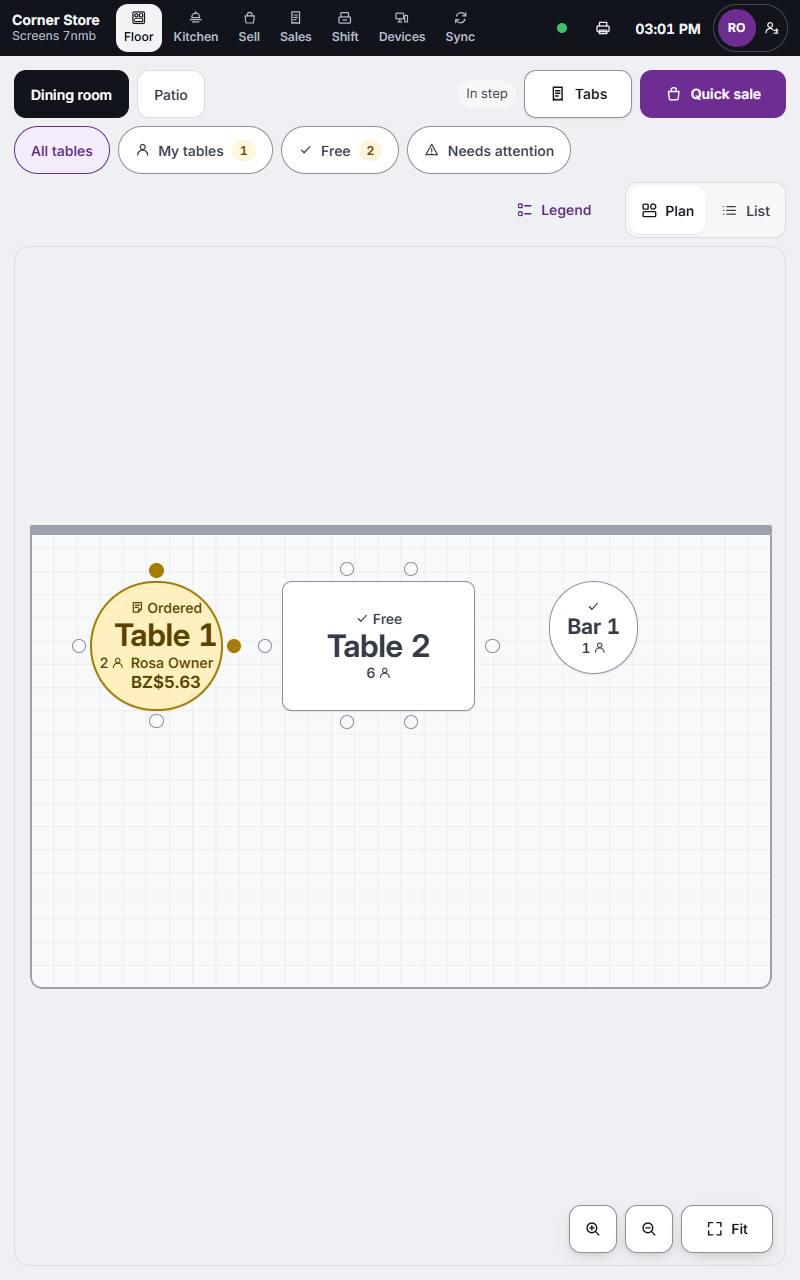 Corner Store
Screens 7nmb
Floor
Kitchen
Sell
Sales
Shift
Devices
Sync
03:01 PM
RO
Dining room
Patio
In step
Tabs
Quick sale
All tables
My tables 1
Free 2
Needs attention
Legend
Plan
List
Ordered
Table 1
2 Rosa Owner
BZ$5.63
Free
Table 2
6
Bar 1
1
Fit